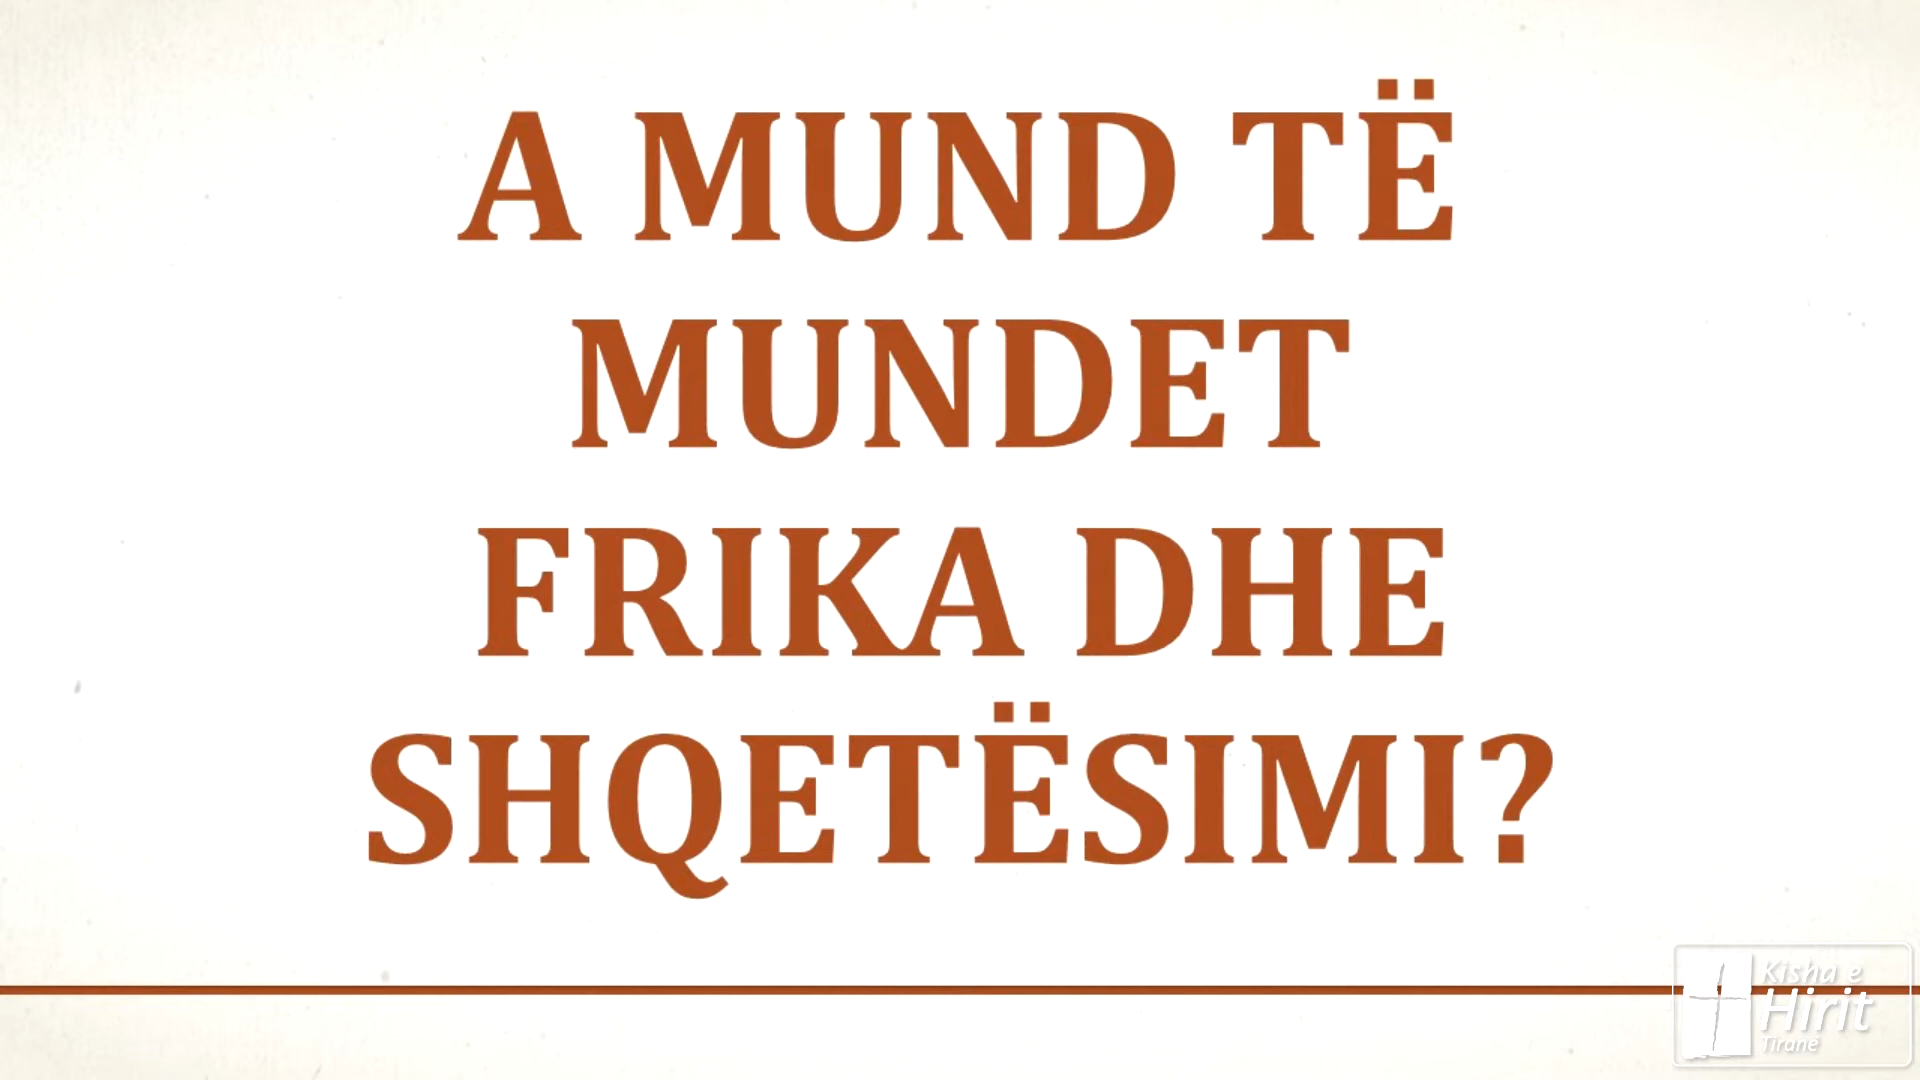 A MUND TË
MUNDET
FRIKA DHE
SHQETËSIMI?
Kisha e
Hirit
Tiranë